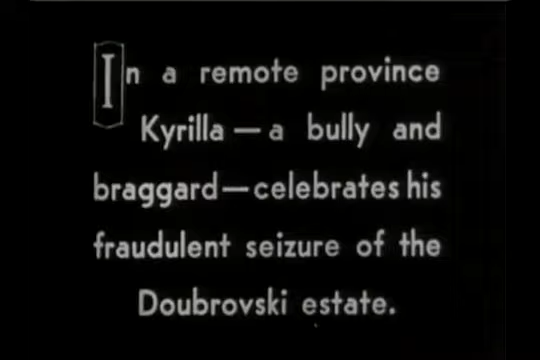 In a remote province
Kyrilla — a bully and
braggard — celebrates his
fraudulent seizure of the
Doubrovski estate.